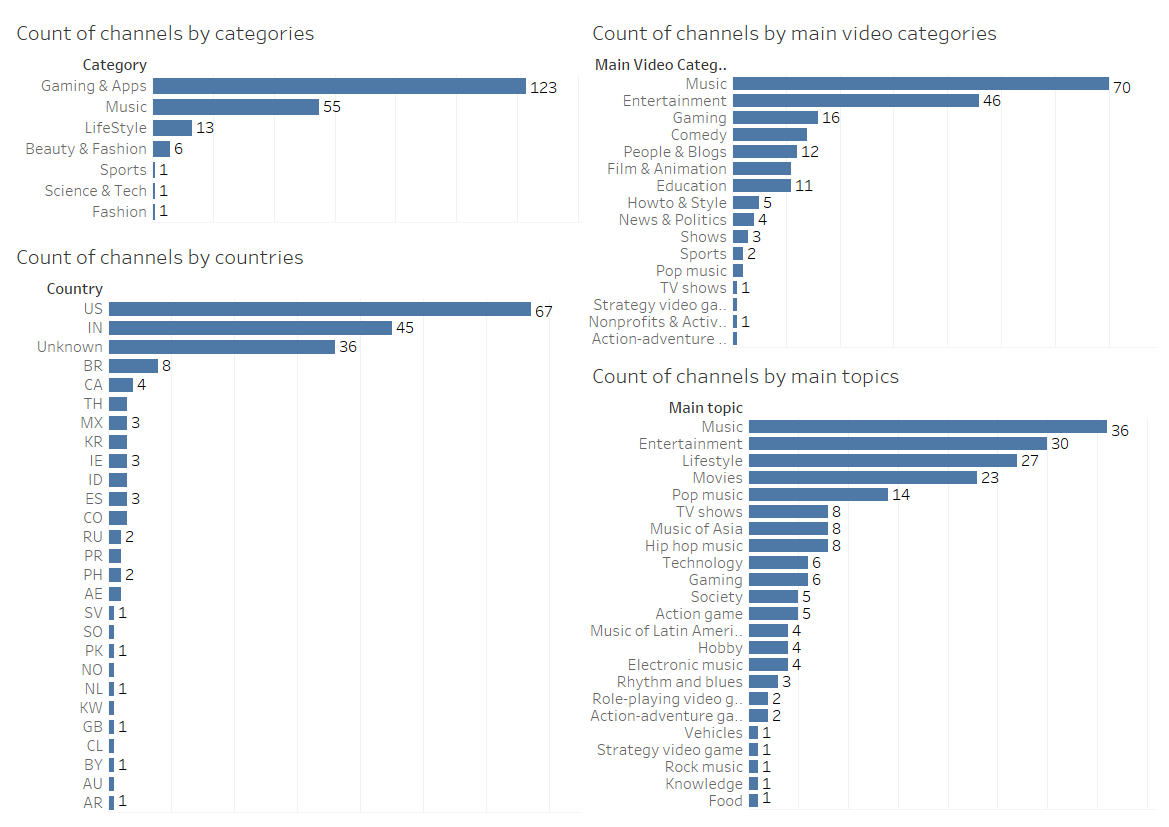 Count of channels by categories
Category
Gaming & Apps 123
Music 55
LifeStyle 13
Beauty & Fashion 6
Sports 1
Science & Tech 1
Fashion 1
Count of channels by countries
Country
US 67
IN 45
Unknown 36
BR 8
CA 4
TH
MX 3
KR
IE 3
ID
ES 3
CO
RU 2
PR
PH 2
AE
SV 1
SO
PK 1
NO
NL 1
KW
GB 1
CL
BY 1
AU
AR 1
Count of channels by main video categories
Main Video Categ..
Music 70
Entertainment 46
Gaming 16
Comedy
People & Blogs 12
Film & Animation
Education 11
Howto & Style 5
News & Politics 4
Shows 3
Sports 2
Pop music
TV shows 1
Strategy video ga..
Nonprofits & Activ.. 1
Action-adventure ..
Count of channels by main topics
Main topic
Music 36
Entertainment 30
Lifestyle 27
Movies 23
Pop music 14
TV shows 8
Music of Asia 8
Hip hop music 8
Technology 6
Gaming 6
Society 5
Action game 5
Music of Latin Ameri.. 4
Hobby 4
Electronic music 4
Rhythm and blues 3
Role-playing video g.. 2
Action-adventure ga.. 2
Vehicles 1
Strategy video game 1
Rock music 1
Knowledge 1
Food 1